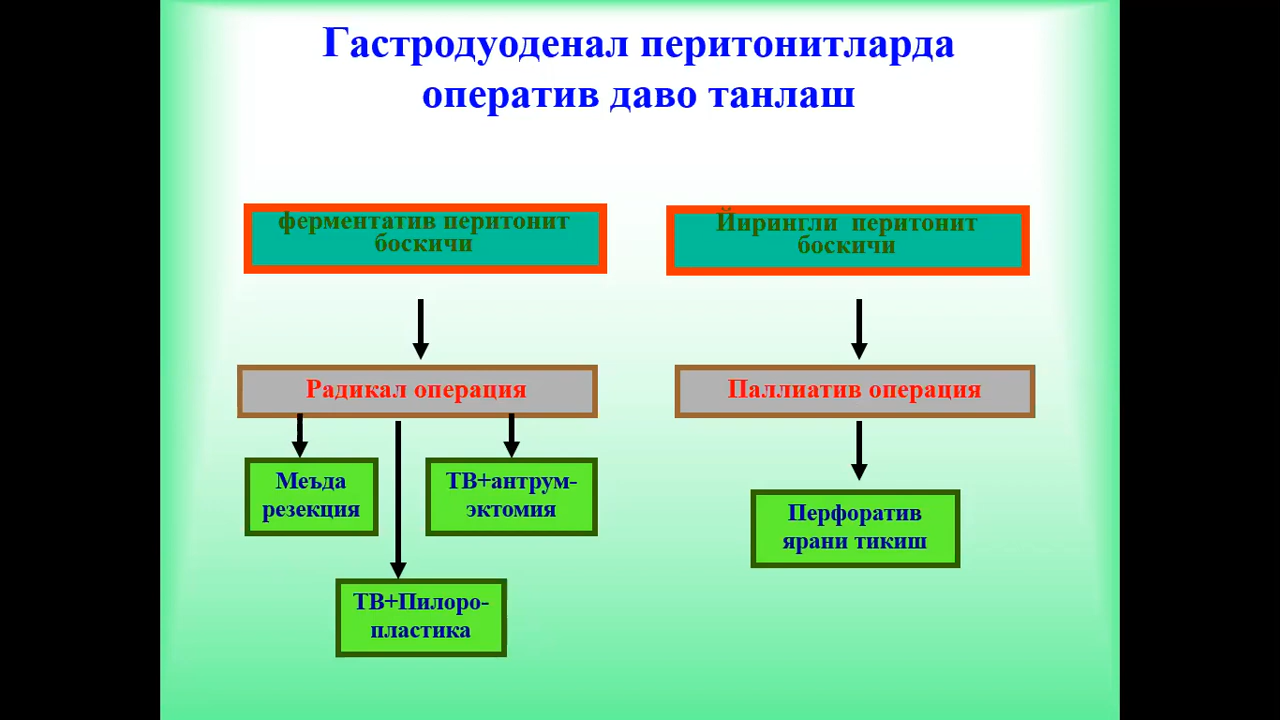 Гастродуоденал перитонитларда
оператив даво танлаш
ферментатив перитонит
боскичи
Йирингли перитонит
боскичи
Радикал операция
Паллиатив операция
Меъда
резекция
ТВ+антрум-
эктомия
Перфоратив
ярани тикиш
ТВ+Пилоро-
пластика